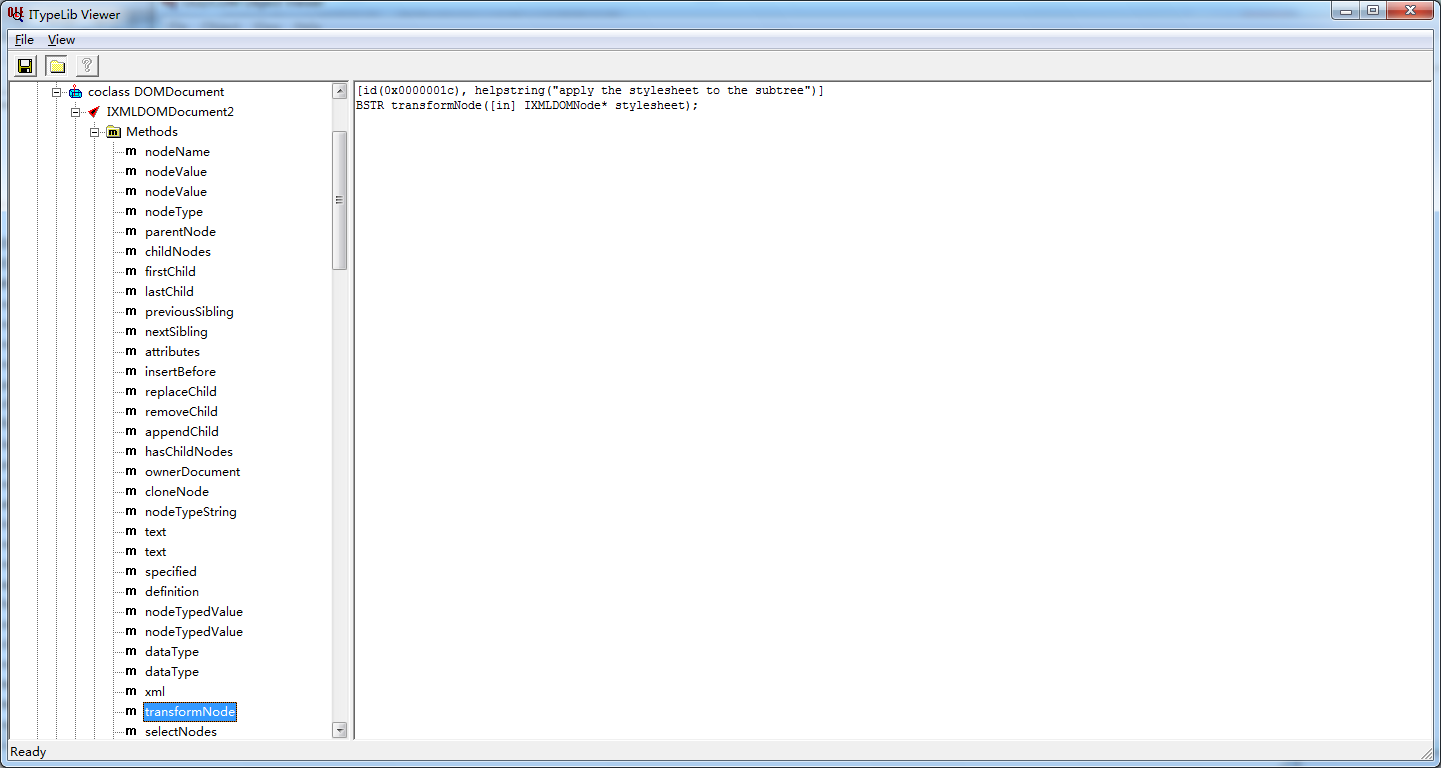 ITypeLib Viewer
File View
coclass DOMDocument
IXMLDOMDocument2
Methods
nodeName
nodeValue
nodeValue
nodeType
parentNode
childNodes
firstChild
lastChild
previousSibling
nextSibling
attributes
insertBefore
replaceChild
removeChild
appendChild
hasChildNodes
ownerDocument
cloneNode
nodeTypeString
text
text
specified
definition
nodeTypedValue
nodeTypedValue
dataType
dataType
xml
transformNode
selectNodes
[id(0x0000001c), helpstring("apply the stylesheet to the subtree")]
BSTR transformNode([in] IXMLDOMNode* stylesheet);
Ready